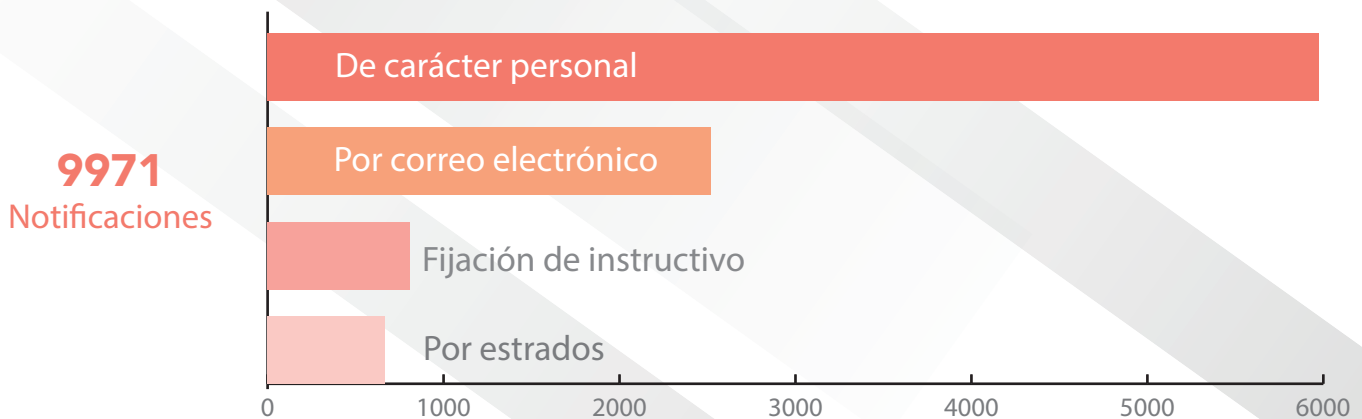 De carácter personal
Por correo electrónico
9971
Notificaciones
Fijación de instructivo
Por estrados
0 1000 2000 3000 4000 5000 6000